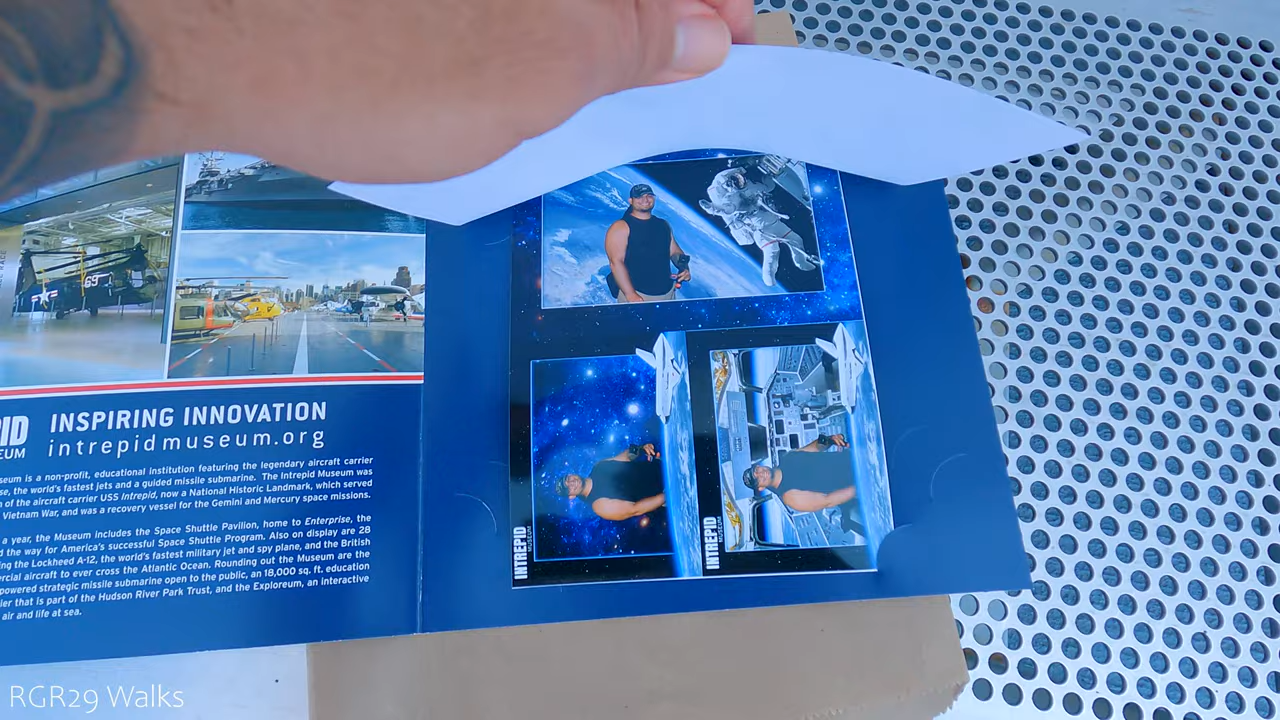 69
INSPIRING INNOVATION
intrepidmuseum.org
is a non-profit, educational institution featuring the legendary aircraft carrier
the world's fastest jets and a guided missile submarine. The Intrepid Museum was
of the aircraft carrier USS Intrepid, now a National Historic Landmark, which served
Vietnam War, and was a recovery vessel for the Gemini and Mercury space missions.
a year, the Museum includes the Space Shuttle Pavilion, home to Enterprise, the
the way for America's successful Space Shuttle Program. Also on display are 28
the Lockheed A-12, the world's fastest military jet and spy plane, and the British
aircraft to ever cross the Atlantic Ocean. Rounding out the Museum are the
powered strategic missile submarine open to the public, an 18,000 sq. ft. education
that is part of the Hudson River Park Trust, and the Exploreum, an interactive
air and life at sea.
INTREPID
MUSEUM
INTREPID
MUSEUM
RGR29 Walks